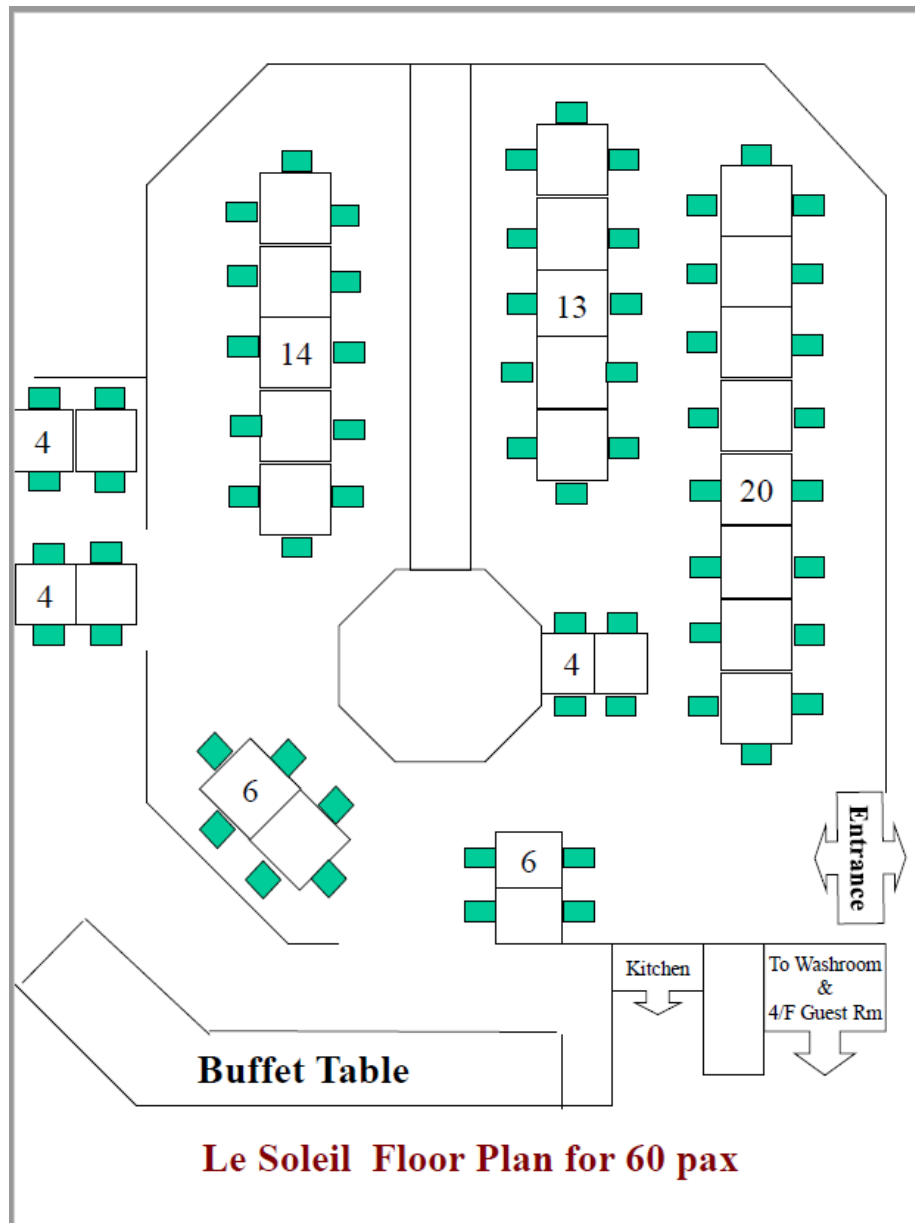 13
14
20
4
4
4
6
6
Entrance
Kitchen
To Washroom
&
4/F Guest Rm
Buffet Table
Le Soleil Floor Plan for 60 pax